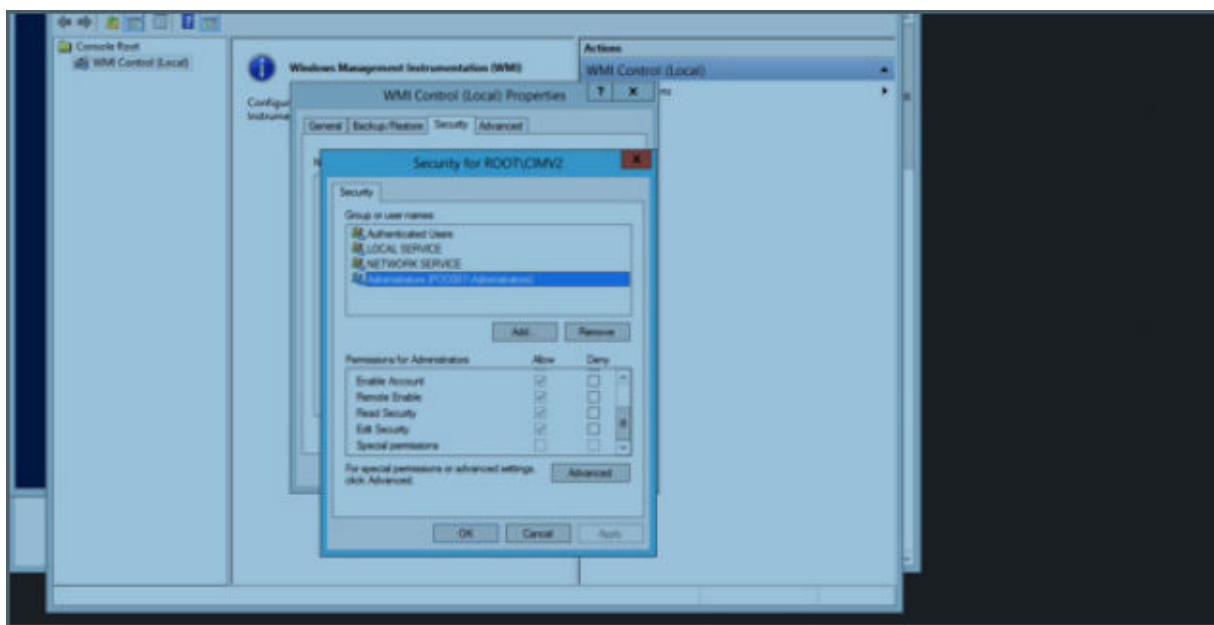 Console Root
WMI Control (Local)
Windows Management Instrumentation (WMI)
Configu
Instrume
Actions
WMI Control (Local)
ns
WMI Control (Local) Properties
?
X
General
Backup/Restore
Security
Advanced
N
Security for ROOT\CIMV2
x
Security
Group or user names:
Authenticated Users
LOCAL SERVICE
NETWORK SERVICE
Add...
Remove
Permissions for Administrators
Allow
Deny
Enable Account
Remote Enable
Read Security
Edit Security
Special permissions
For special permissions or advanced settings,
click Advanced.
Advanced
OK
Cancel
Apply